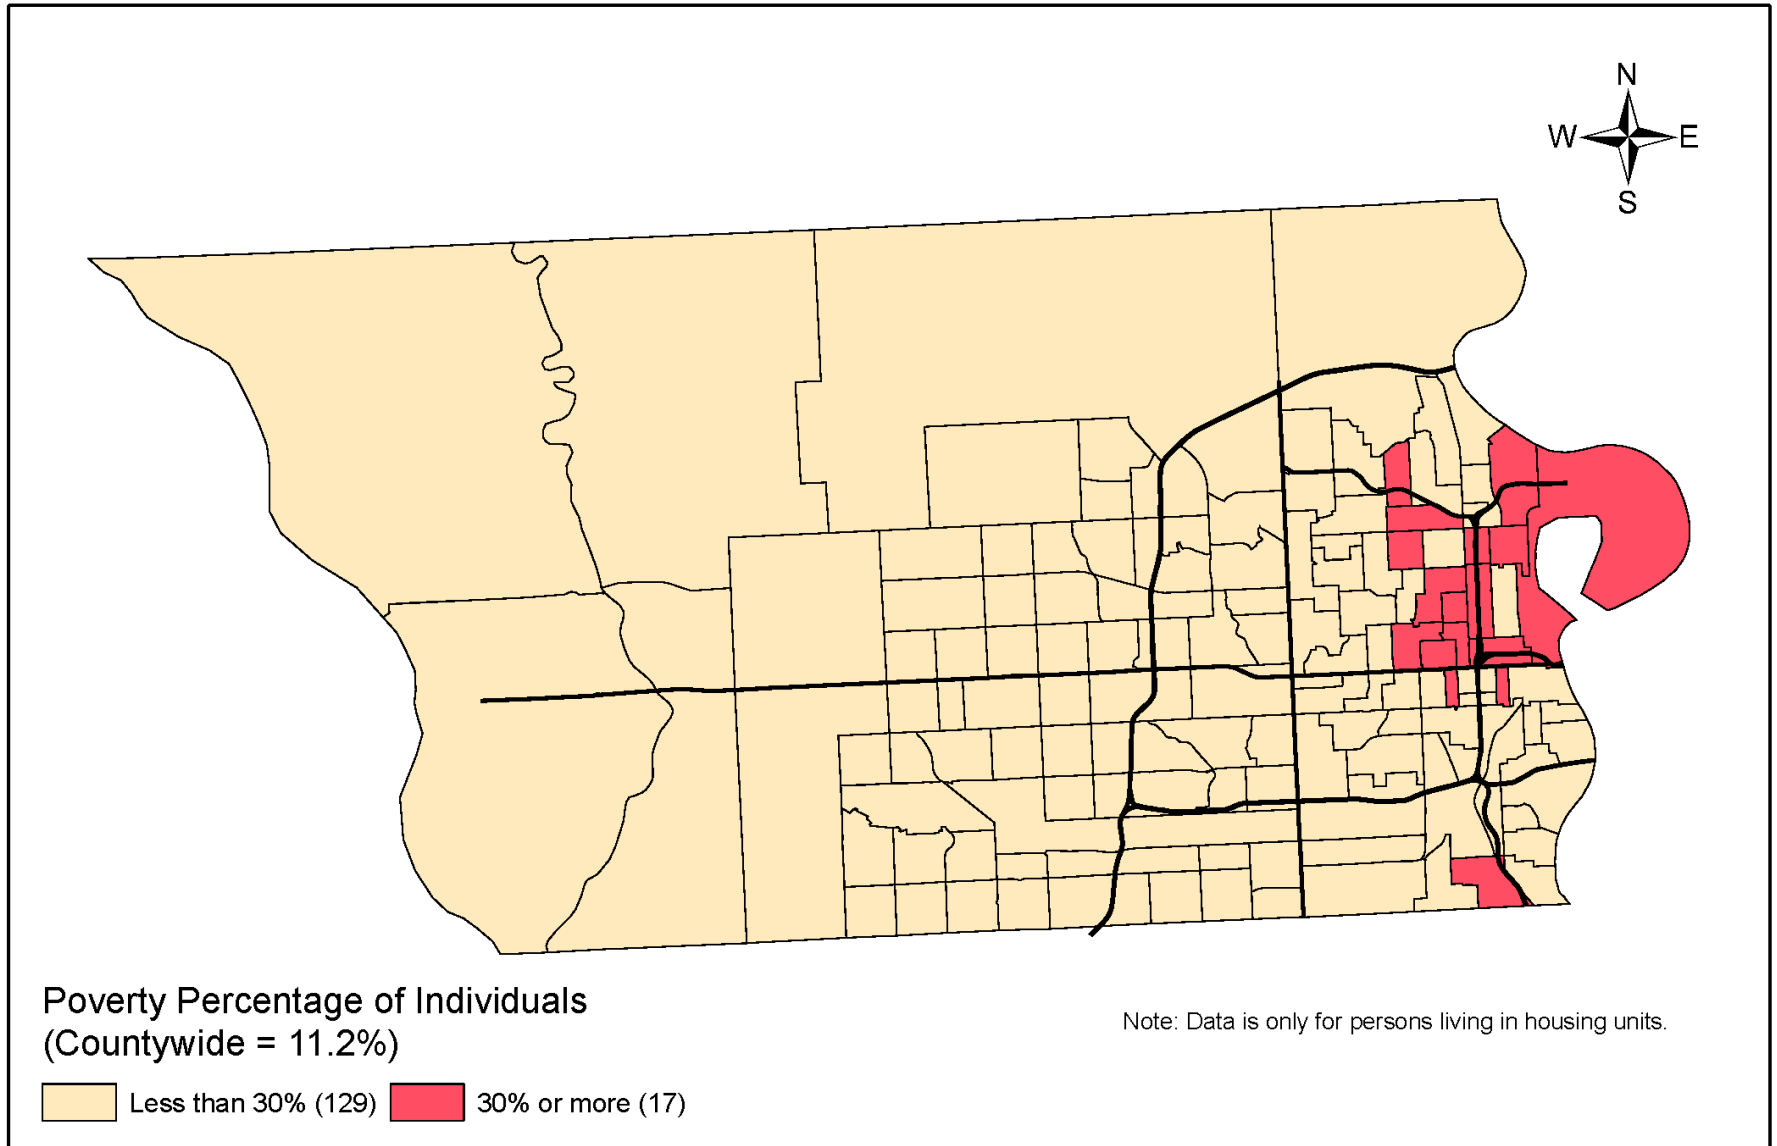 N
W E
S
Poverty Percentage of Individuals
(Countywide = 11.2%)
Note: Data is only for persons living in housing units.
Less than 30% (129) 30% or more (17)